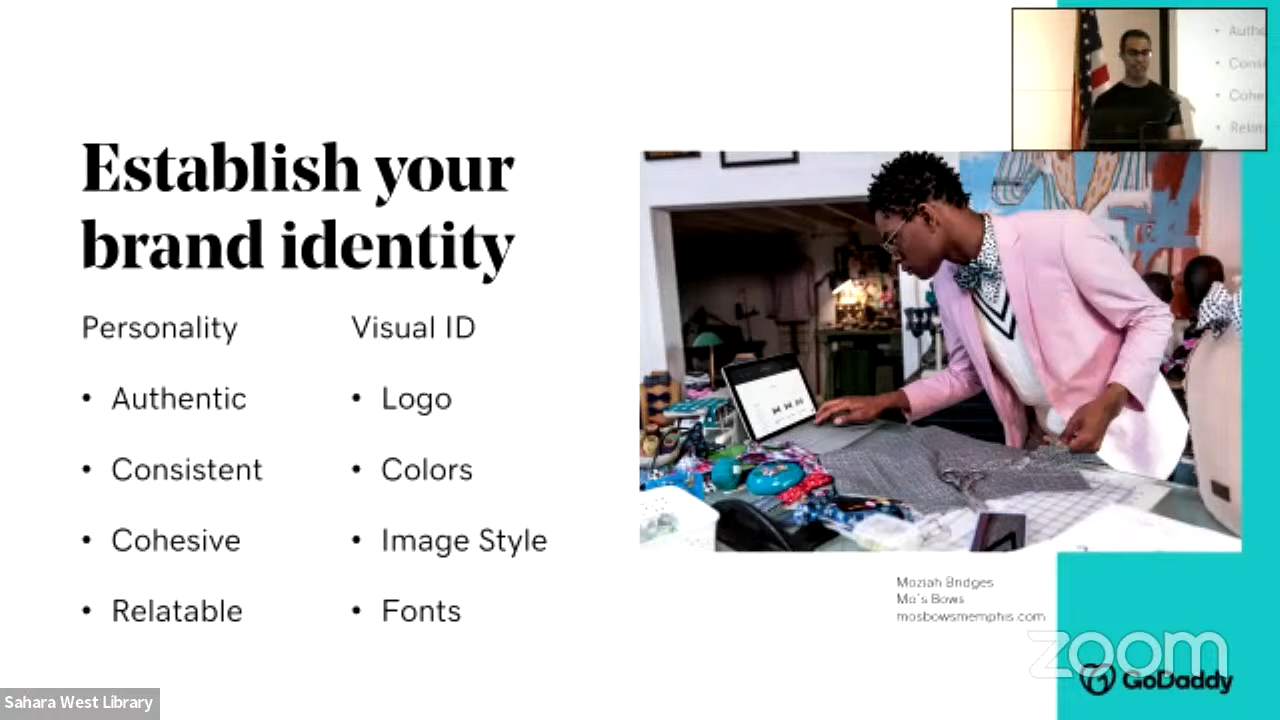 Establish your
brand identity
Personality
• Authentic
• Consistent
• Cohesive
• Relatable
Visual ID
• Logo
• Colors
• Image Style
• Fonts
Moziah Bridges
Mo's Bows
mosbowsmemphis.com
zoom
GoDaddy
Sahara West Library